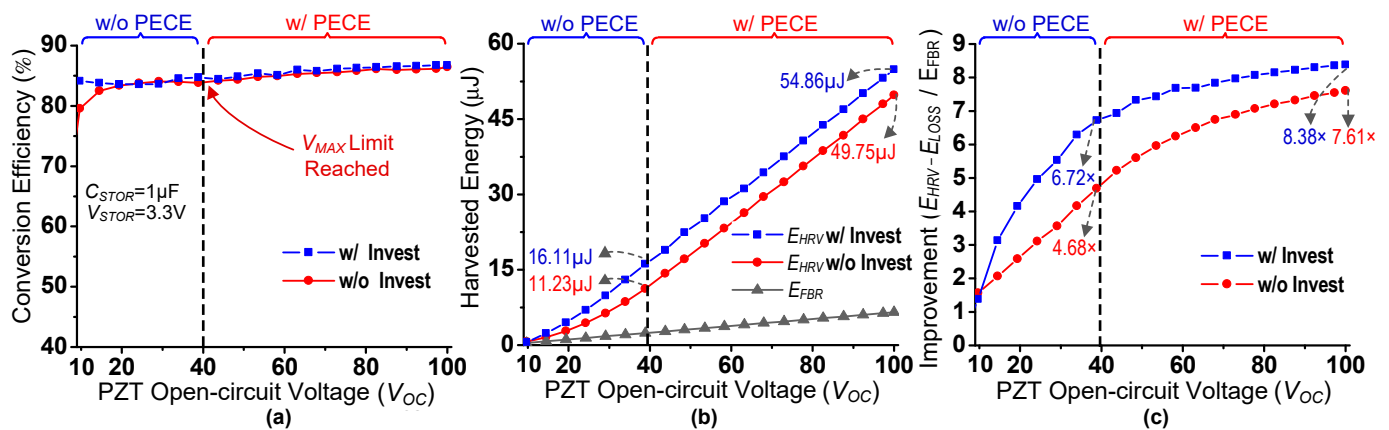 w/o PECE
w/ PECE
90
80
70
60
50
40
10
20
40
60
80
100
Conversion Efficiency (%)
V_MAX Limit
Reached
C_STOR=1µF
V_STOR=3.3V
w/ Invest
w/o Invest
PZT Open-circuit Voltage (V_OC)
(a)
w/o PECE
w/ PECE
60
45
30
15
0
10
20
40
60
80
100
Harvested Energy (µJ)
54.86µJ
49.75µJ
16.11µJ
11.23µJ
E_HRV w/ Invest
E_HRV w/o Invest
E_FBR
PZT Open-circuit Voltage (V_OC)
(b)
w/o PECE
w/ PECE
9
8
7
6
5
4
3
2
1
0
10
20
40
60
80
100
Improvement (E_HRV - E_LOSS / E_FBR)
8.38×
7.61×
6.72×
4.68×
w/ Invest
w/o Invest
PZT Open-circuit Voltage (V_OC)
(c)